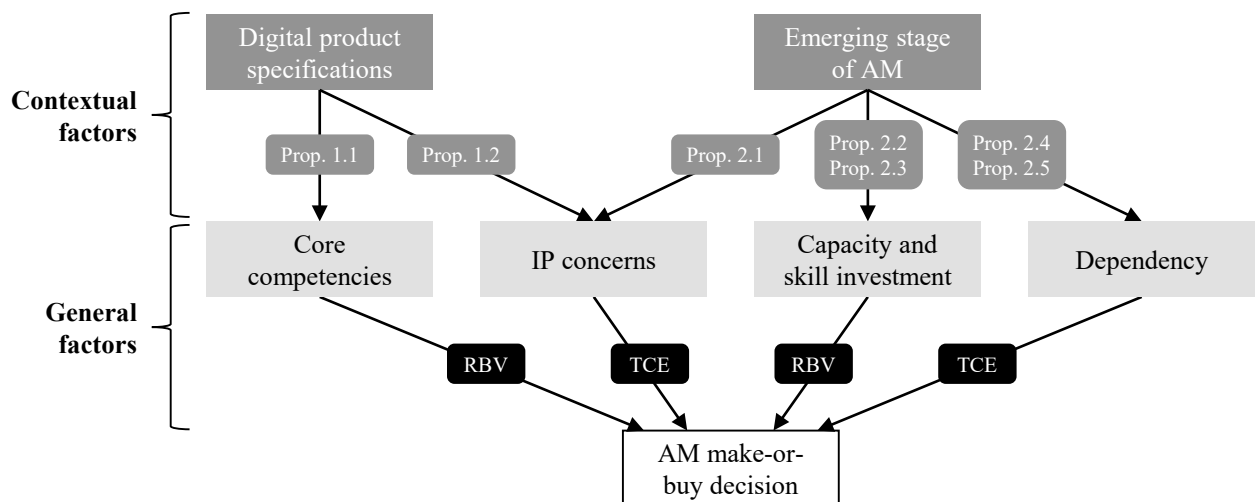 Digital product
specifications
Emerging stage
of AM
Contextual
factors
Prop. 1.1
Prop. 1.2
Prop. 2.1
Prop. 2.2
Prop. 2.3
Prop. 2.4
Prop. 2.5
Core
competencies
IP concerns
Capacity and
skill investment
Dependency
General
factors
RBV
TCE
RBV
TCE
AM make-or-
buy decision